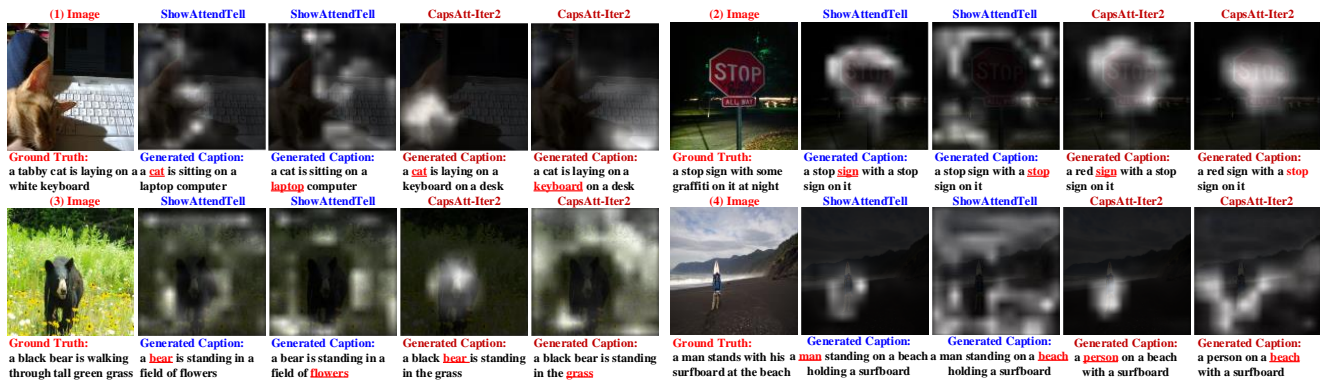 (1) Image
ShowAttendTell
ShowAttendTell
CapsAtt-Iter2
CapsAtt-Iter2
Ground Truth:
a tabby cat is laying on a
white keyboard
Generated Caption:
a cat is sitting on a
laptop computer
Generated Caption:
a cat is sitting on a
laptop computer
Generated Caption:
a cat is laying on a
keyboard on a desk
Generated Caption:
a cat is laying on a
keyboard on a desk
(2) Image
ShowAttendTell
ShowAttendTell
CapsAtt-Iter2
CapsAtt-Iter2
STOP
ALL WAY
STOP
STOP
STOP
STOP
Ground Truth:
a stop sign with some
graffiti on it at night
Generated Caption:
a stop sign with a stop
sign on it
Generated Caption:
a stop sign with a stop
sign on it
Generated Caption:
a red sign with a stop
sign on it
Generated Caption:
a red sign with a stop
sign on it
(3) Image
ShowAttendTell
ShowAttendTell
CapsAtt-Iter2
CapsAtt-Iter2
Ground Truth:
a black bear is walking
through tall green grass
Generated Caption:
a bear is standing in a
field of flowers
Generated Caption:
a bear is standing in a
field of flowers
Generated Caption:
a black bear is standing
in the grass
Generated Caption:
a black bear is standing
in the grass
(4) Image
ShowAttendTell
ShowAttendTell
CapsAtt-Iter2
CapsAtt-Iter2
Ground Truth:
a man stands with his
surfboard at the beach
Generated Caption:
a man standing on a beach
holding a surfboard
Generated Caption:
a man standing on a beach
holding a surfboard
Generated Caption:
a person on a beach
with a surfboard
Generated Caption:
a person on a beach
with a surfboard